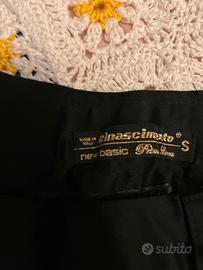 MADE IN
ITALY
Rinascimento®
S
new basic
subito